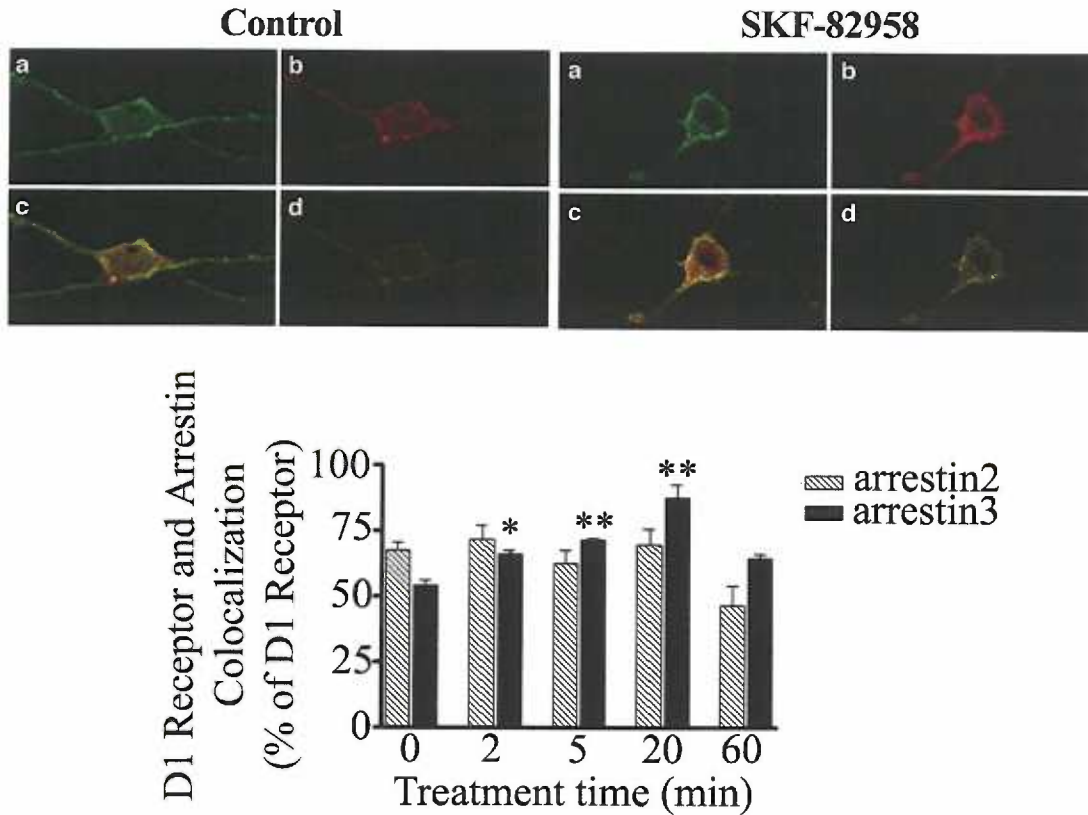 Control
SKF-82958
a
b
a
b
c
d
c
d
D1 Receptor and Arrestin
Colocalization
(% of D1 Receptor)
100
75
50
25
0
*
**
**
arrestin2
arrestin3
0 2 5 20 60
Treatment time (min)